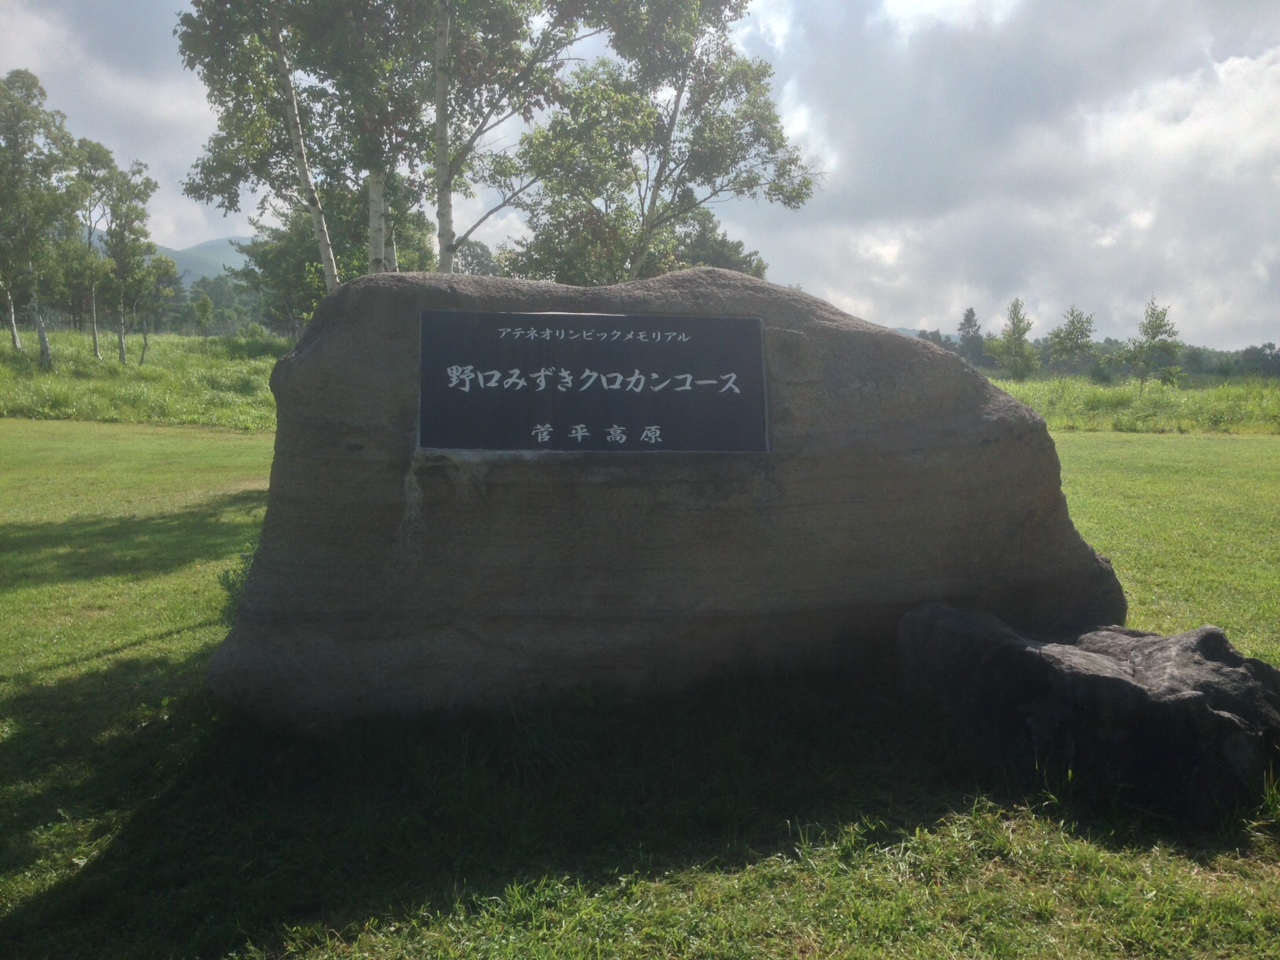 アテネオリンピックメモリアル
野口みずきクロカンコース
菅平高原